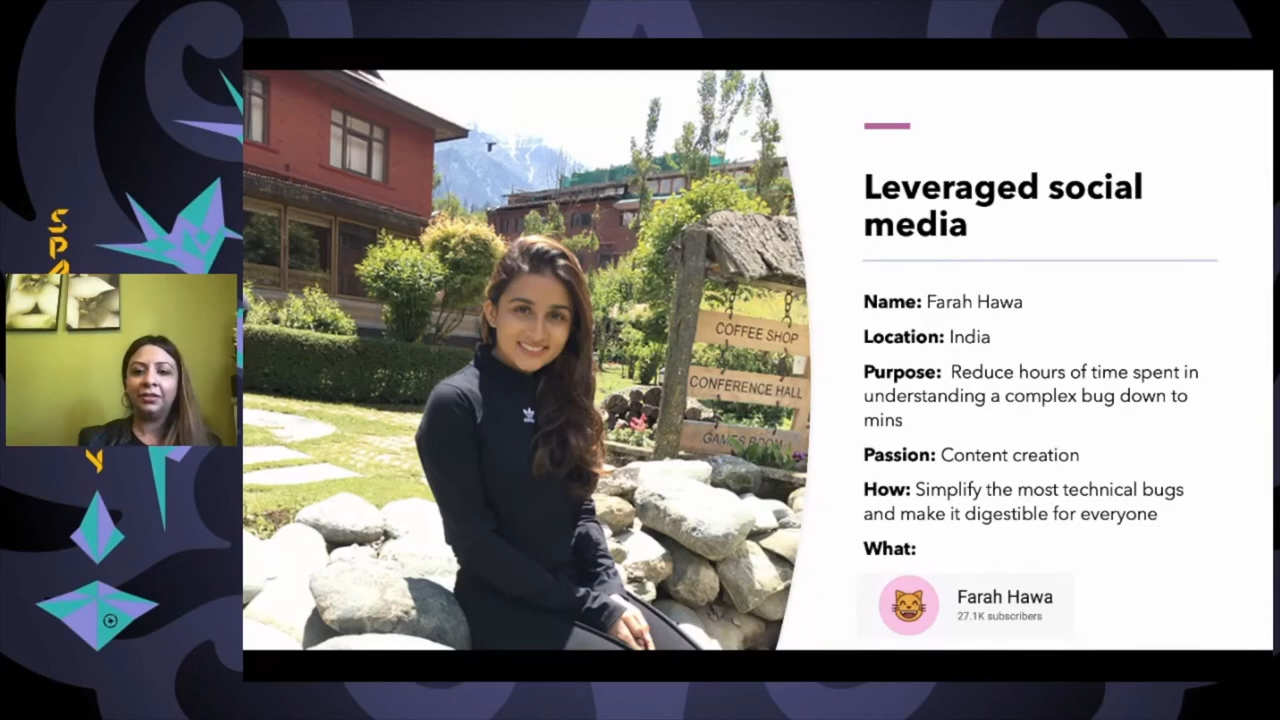 Leveraged social
media
Name: Farah Hawa
Location: India
Purpose: Reduce hours of time spent in
understanding a complex bug down to
mins
Passion: Content creation
How: Simplify the most technical bugs
and make it digestible for everyone
What:
Farah Hawa
27.1K subscribers
COFFEE SHOP
CONFERENCE HALL
GAMES ROOM